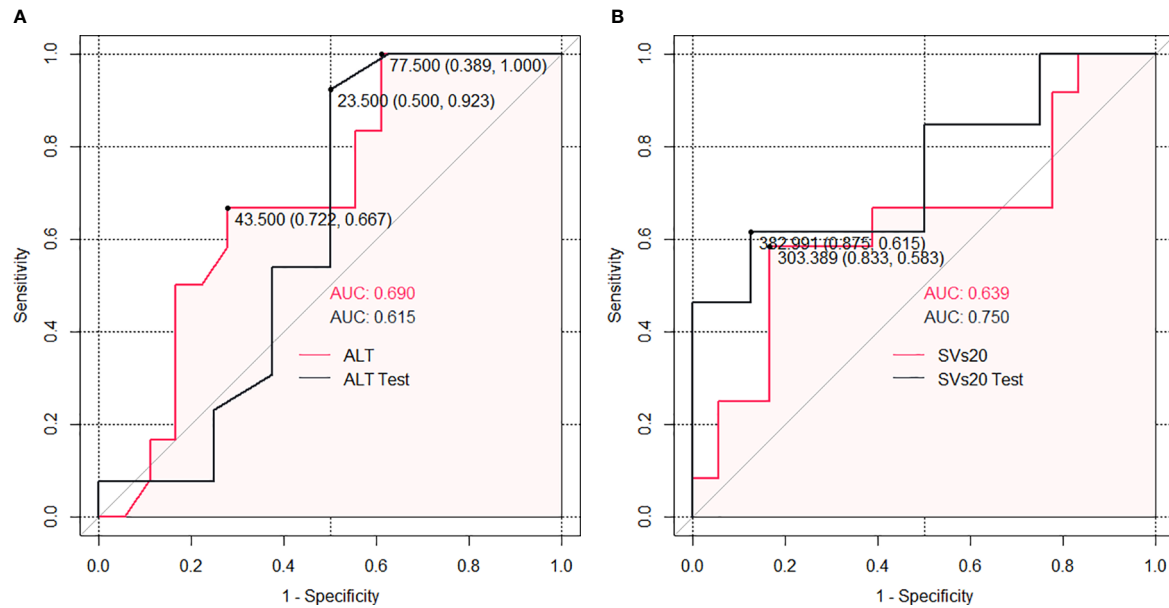 A
1.0
0.8
0.6
0.4
0.2
0.0
Sensitivity
77.500 (0.389, 1.000)
23.500 (0.500, 0.923)
43.500 (0.722, 0.667)
AUC: 0.690
AUC: 0.615
ALT
ALT Test
0.0 0.2 0.4 0.6 0.8 1.0
1 - Specificity
B
1.0
0.8
0.6
0.4
0.2
0.0
Sensitivity
382.991 (0.875, 0.615)
303.389 (0.833, 0.583)
AUC: 0.639
AUC: 0.750
SVs20
SVs20 Test
0.0 0.2 0.4 0.6 0.8 1.0
1 - Specificity